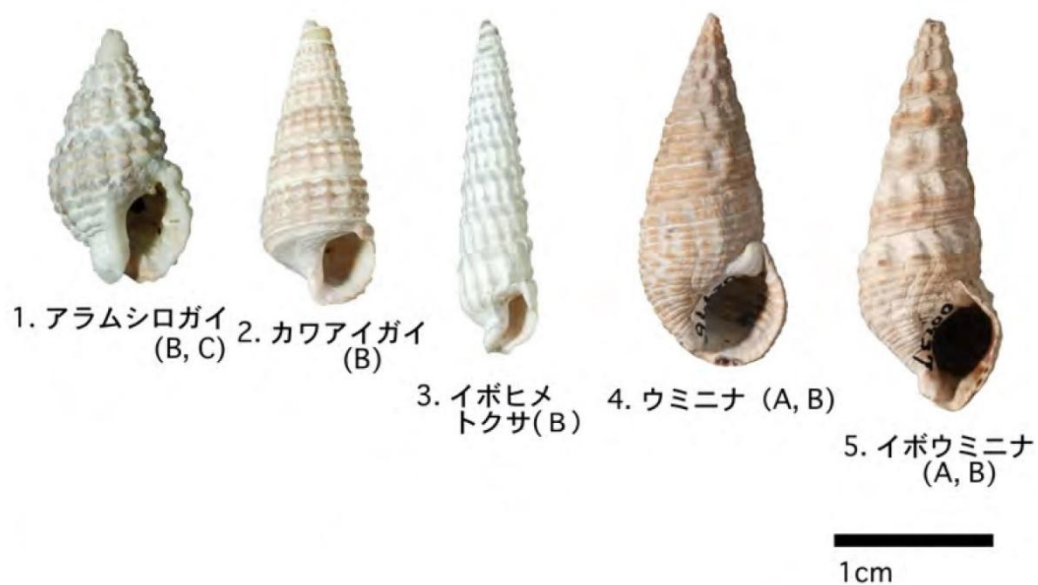 1. アラムシロガイ
(B, C)
2. カワアイガイ
(B)
3. イボヒメ
トクサ(B)
4. ウミニナ (A, B)
5. イボウミニナ
(A, B)
1cm